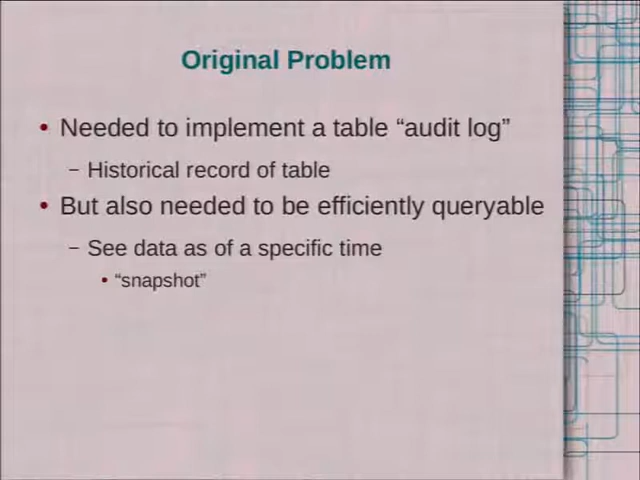 Original Problem
• Needed to implement a table “audit log”
– Historical record of table
• But also needed to be efficiently queryable
– See data as of a specific time
• “snapshot”